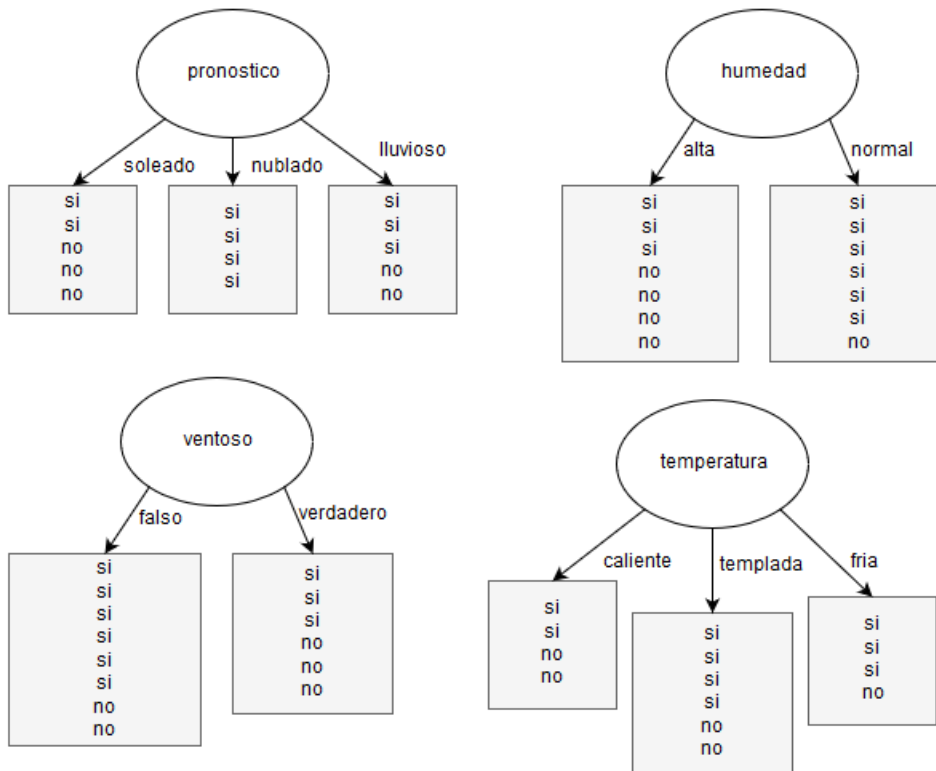 pronostico
soleado
nublado
lluvioso
si
si
no
no
no
si
si
si
si
si
si
si
no
no
humedad
alta
normal
si
si
si
no
no
no
no
si
si
si
si
si
si
no
ventoso
falso
verdadero
si
si
si
si
si
si
no
no
si
si
si
no
no
no
temperatura
caliente
templada
fria
si
si
no
no
si
si
si
si
no
no
si
si
si
no